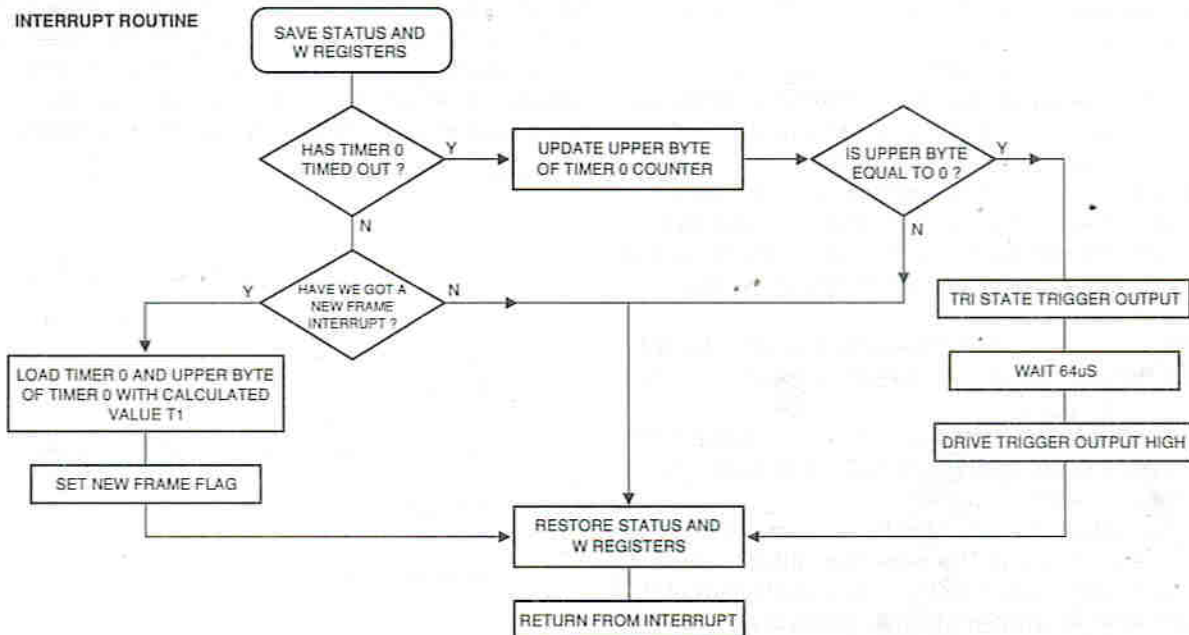 INTERRUPT ROUTINE
SAVE STATUS AND
W REGISTERS
HAS TIMER 0
TIMED OUT ?
Y
N
UPDATE UPPER BYTE
OF TIMER 0 COUNTER
IS UPPER BYTE
EQUAL TO 0 ?
Y
N
HAVE WE GOT A
NEW FRAME
INTERRUPT ?
Y
N
TRI STATE TRIGGER OUTPUT
WAIT 64uS
DRIVE TRIGGER OUTPUT HIGH
LOAD TIMER 0 AND UPPER BYTE
OF TIMER 0 WITH CALCULATED
VALUE T1
SET NEW FRAME FLAG
RESTORE STATUS AND
W REGISTERS
RETURN FROM INTERRUPT